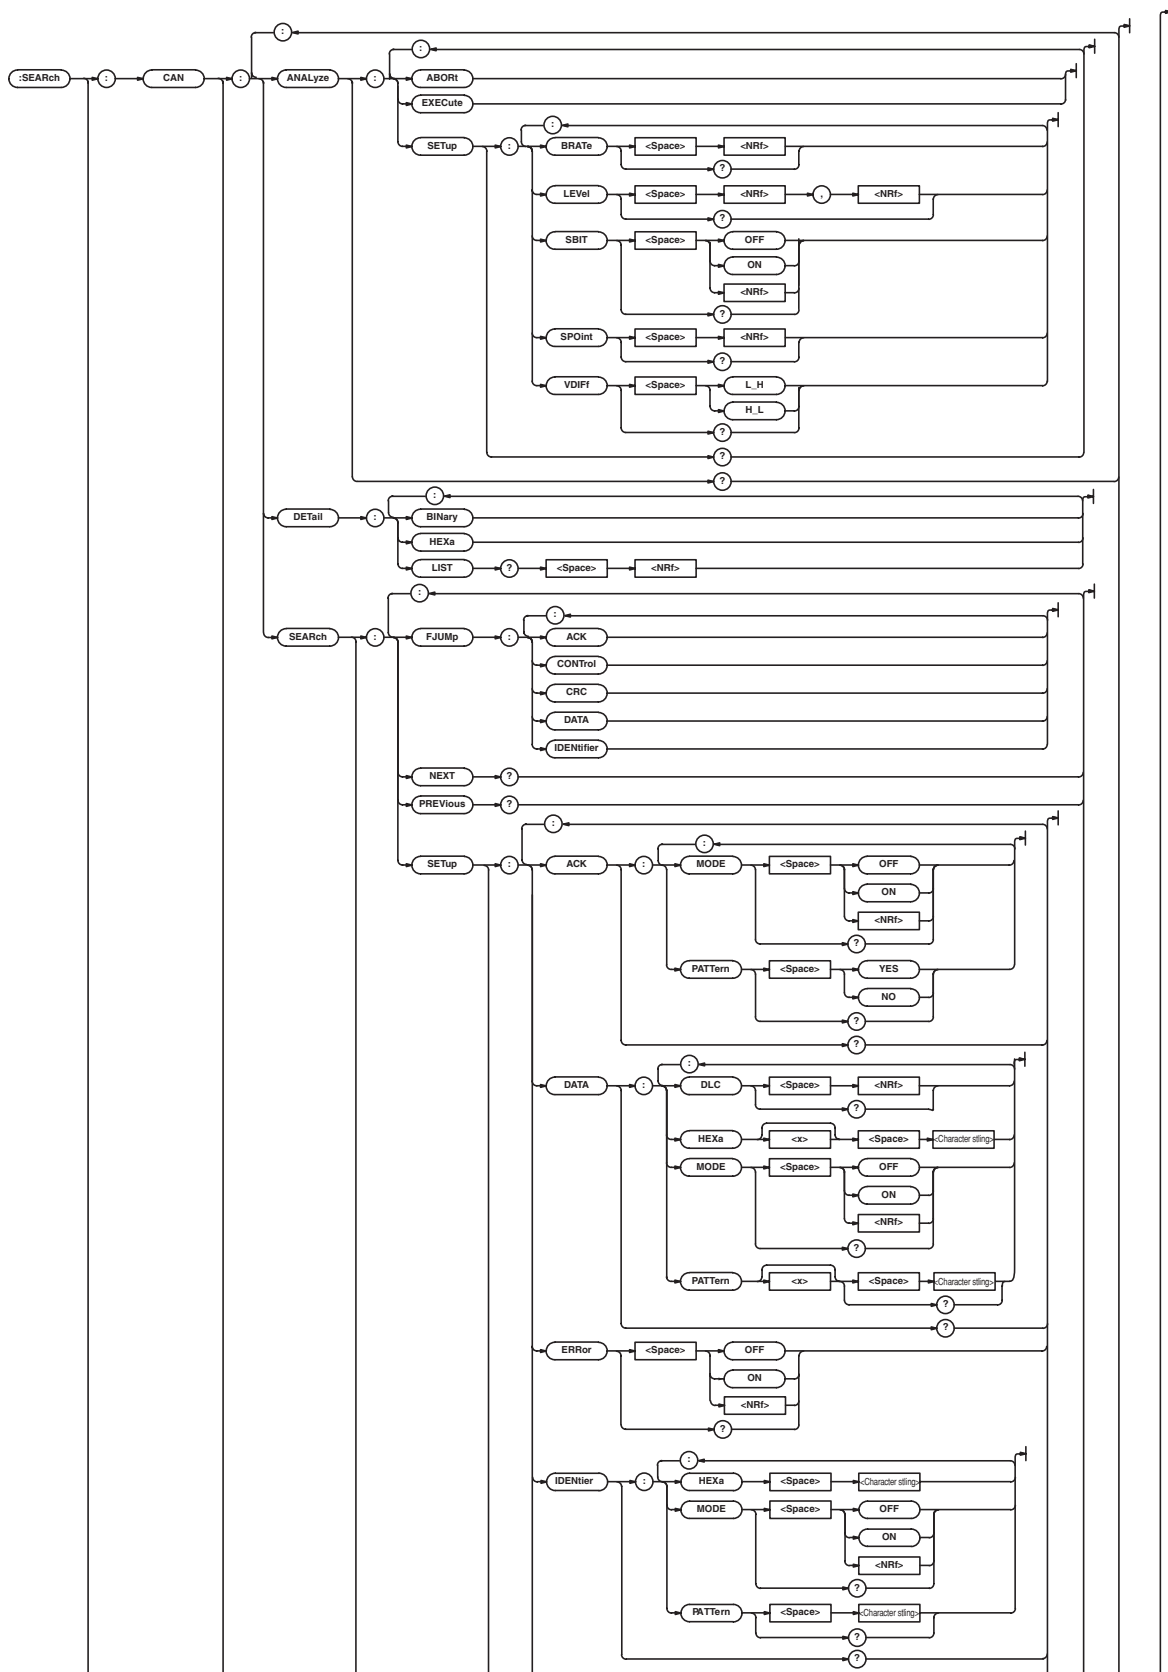 :
:
:SEARch : CAN : ANALyze : ABORt
EXECute
:
SETup : BRATe <Space> <NRf>
?
LEVel <Space> <NRf> , <NRf>
?
SBIT <Space> OFF
ON
<NRf>
?
SPOint <Space> <NRf>
?
VDIFf <Space> L_H
H_L
?
?
?
:
DETail : BINary
HEXa
LIST ? <Space> <NRf>
:
:
SEARch : FJUMp : ACK
CONTrol
CRC
DATA
IDENtifier
NEXT ?
PREVious ?
:
:
SETup : ACK : MODE <Space> OFF
ON
<NRf>
?
PATTern <Space> YES
NO
?
?
:
DATA : DLC <Space> <NRf>
?
HEXa <x> <Space> <Character stling>
MODE <Space> OFF
ON
<NRf>
?
PATTern <x> <Space> <Character stling>
?
?
ERRor <Space> OFF
ON
<NRf>
?
:
IDENtier : HEXa <Space> <Character stling>
MODE <Space> OFF
ON
<NRf>
?
PATTern <Space> <Character stling>
?
?